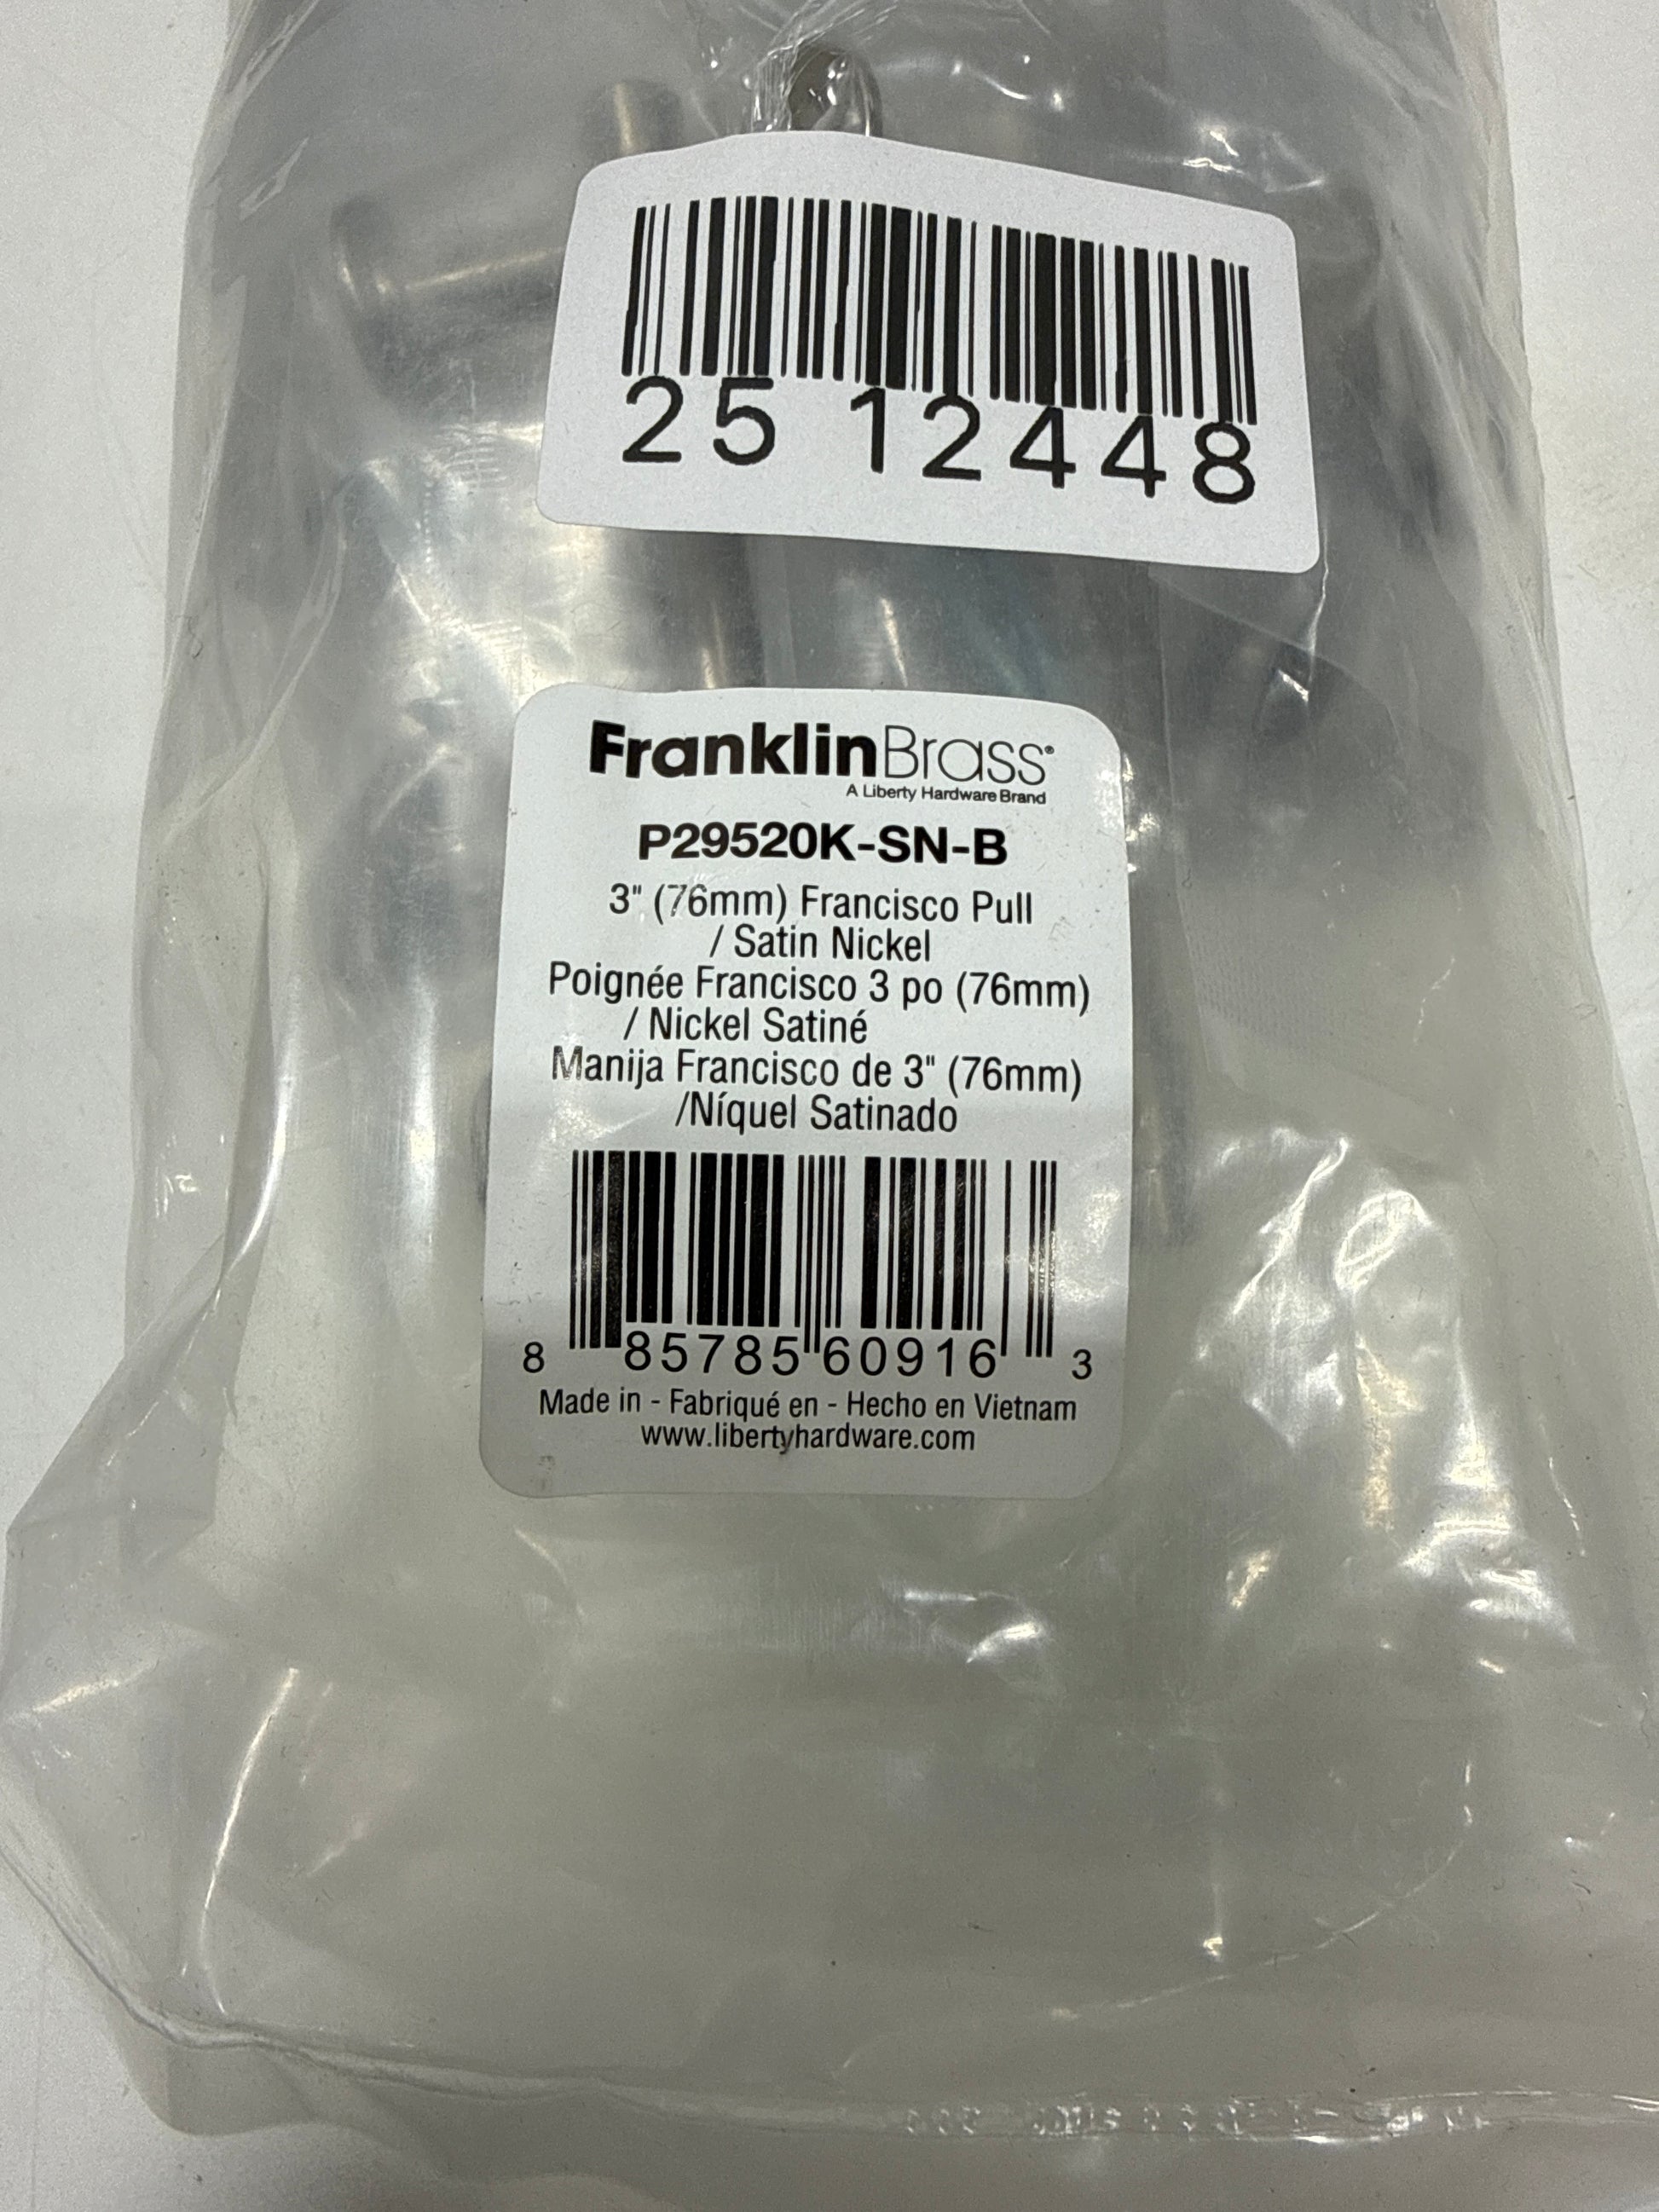 25 12448
FranklinBrass®
A Liberty Hardware Brand
P29520K-SN-B
3" (76mm) Francisco Pull
/ Satin Nickel
Poignée Francisco 3 po (76mm)
/ Nickel Satiné
Manija Francisco de 3" (76mm)
/Níquel Satinado
8 85785 60916 3
Made in - Fabriqué en - Hecho en Vietnam
www.libertyhardware.com